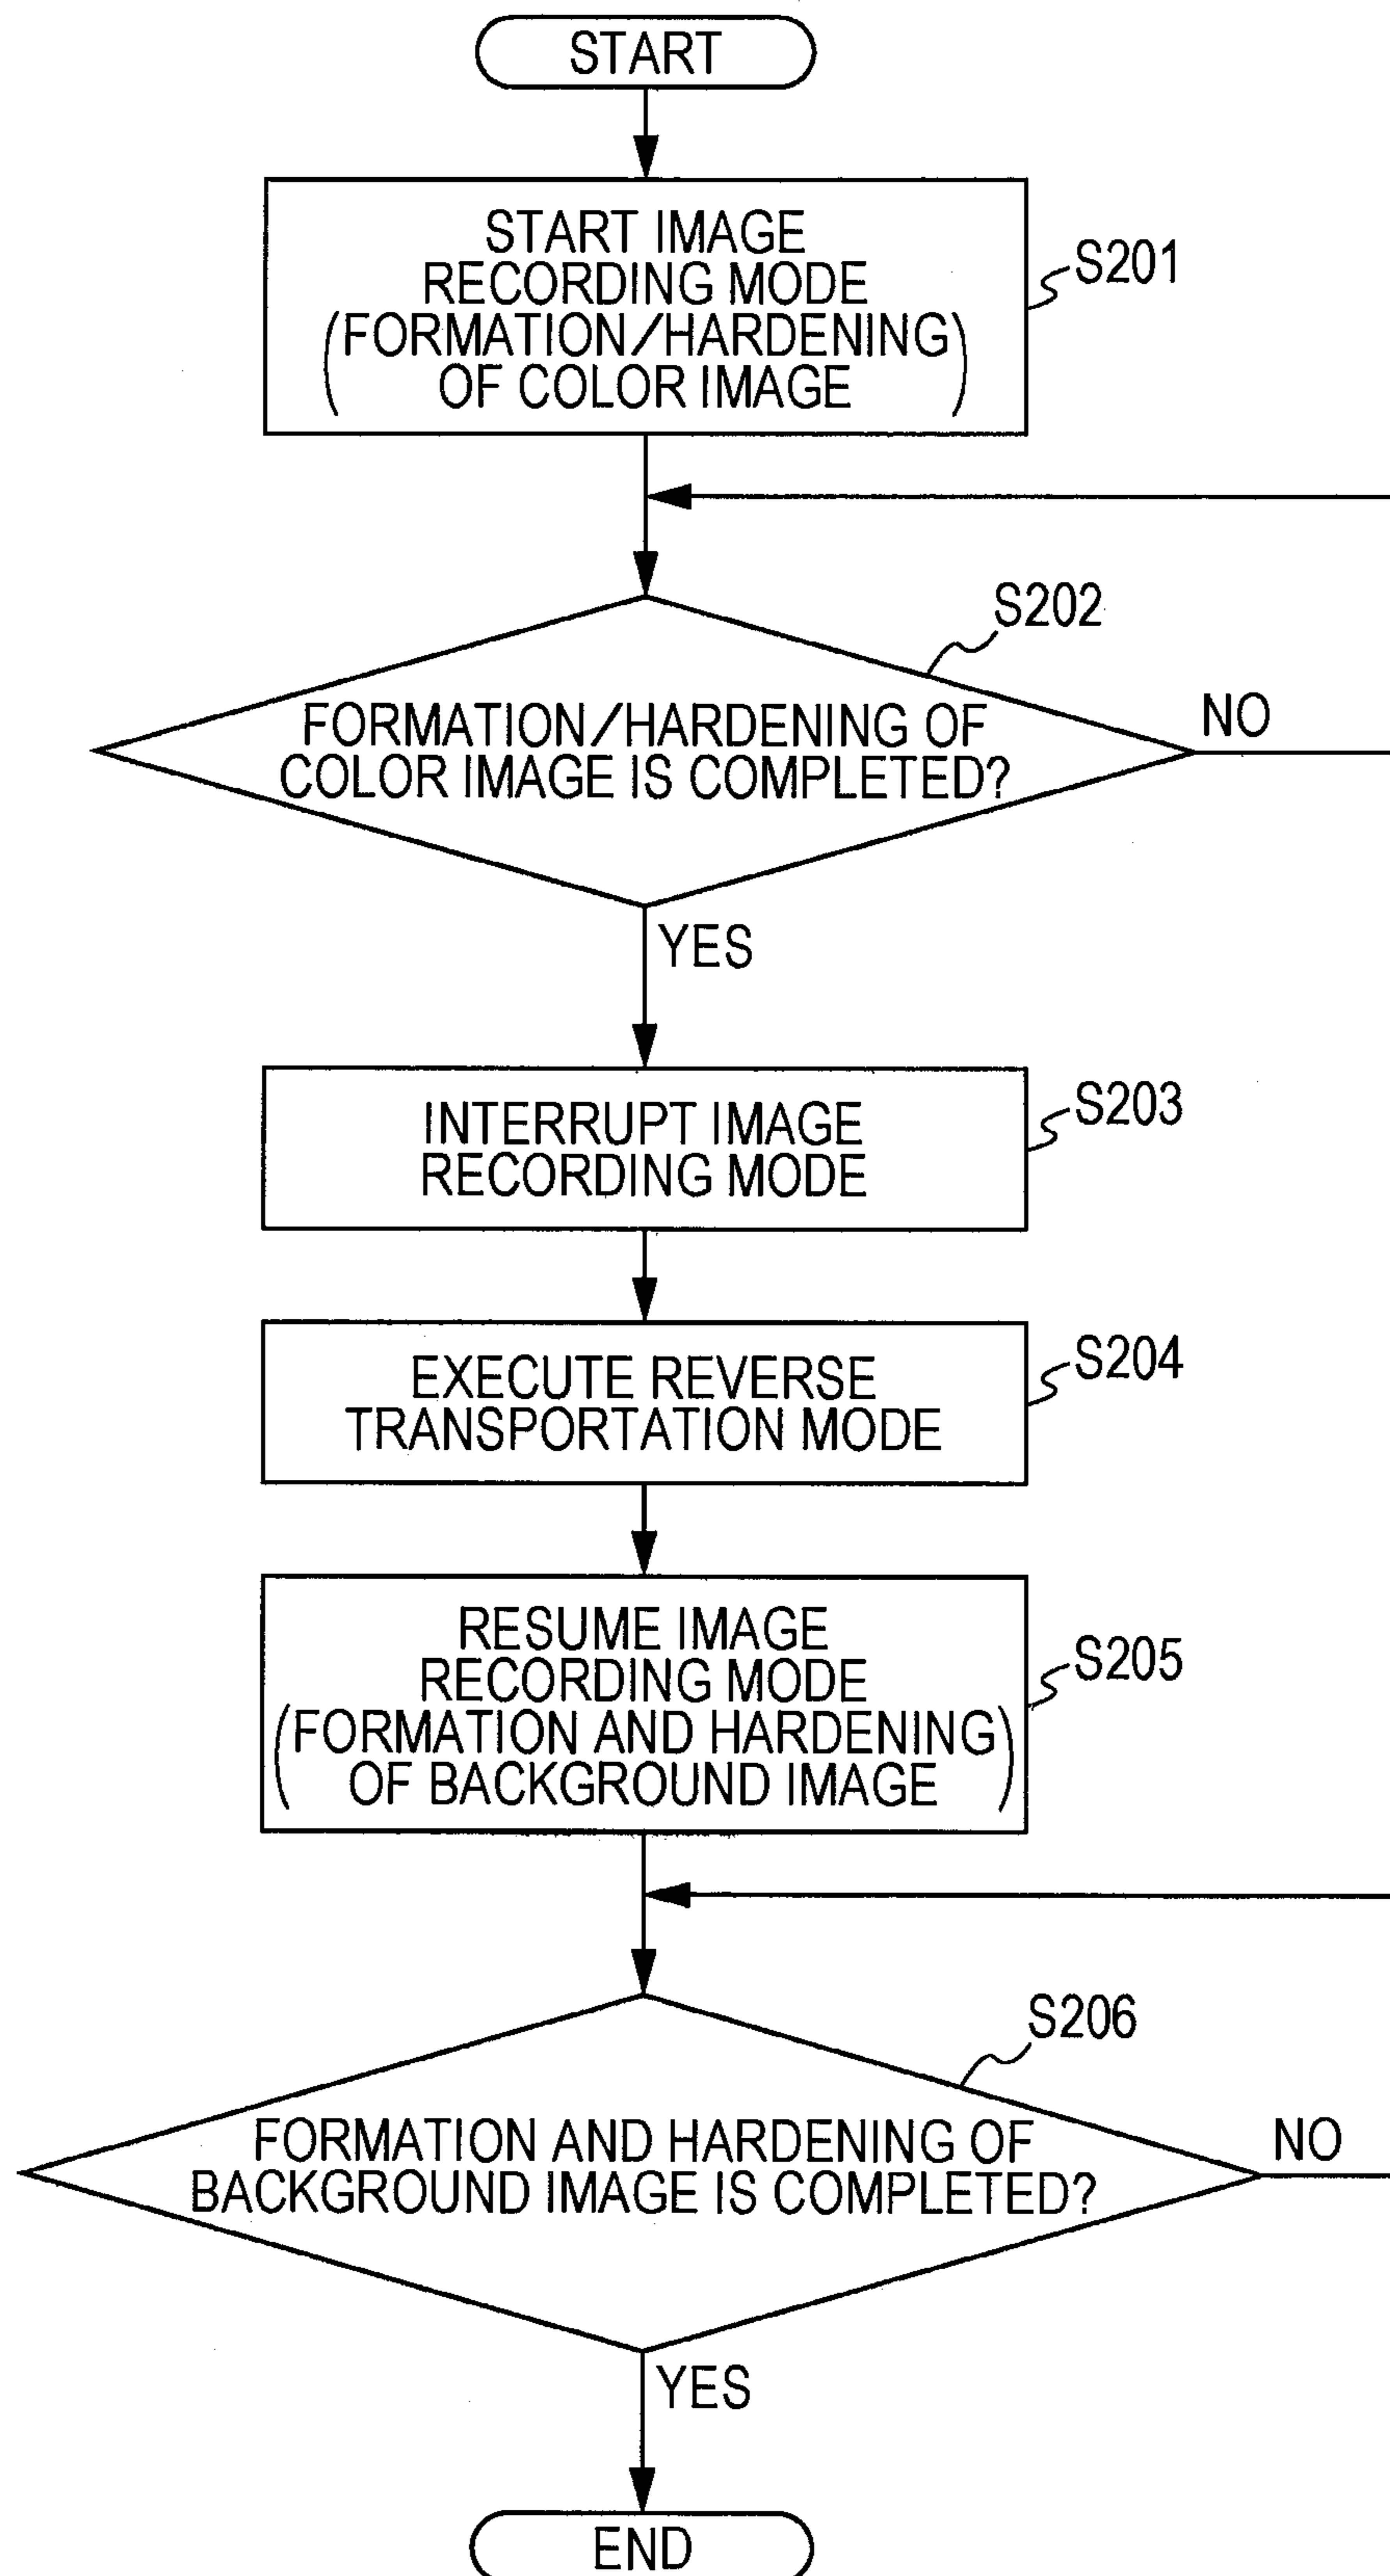 START
START IMAGE
RECORDING MODE
(FORMATION/HARDENING
OF COLOR IMAGE)
S201
S202
FORMATION/HARDENING OF
COLOR IMAGE IS COMPLETED?
NO
YES
INTERRUPT IMAGE
RECORDING MODE
S203
EXECUTE REVERSE
TRANSPORTATION MODE
S204
RESUME IMAGE
RECORDING MODE
(FORMATION AND HARDENING
OF BACKGROUND IMAGE)
S205
S206
FORMATION AND HARDENING OF
BACKGROUND IMAGE IS COMPLETED?
NO
YES
END